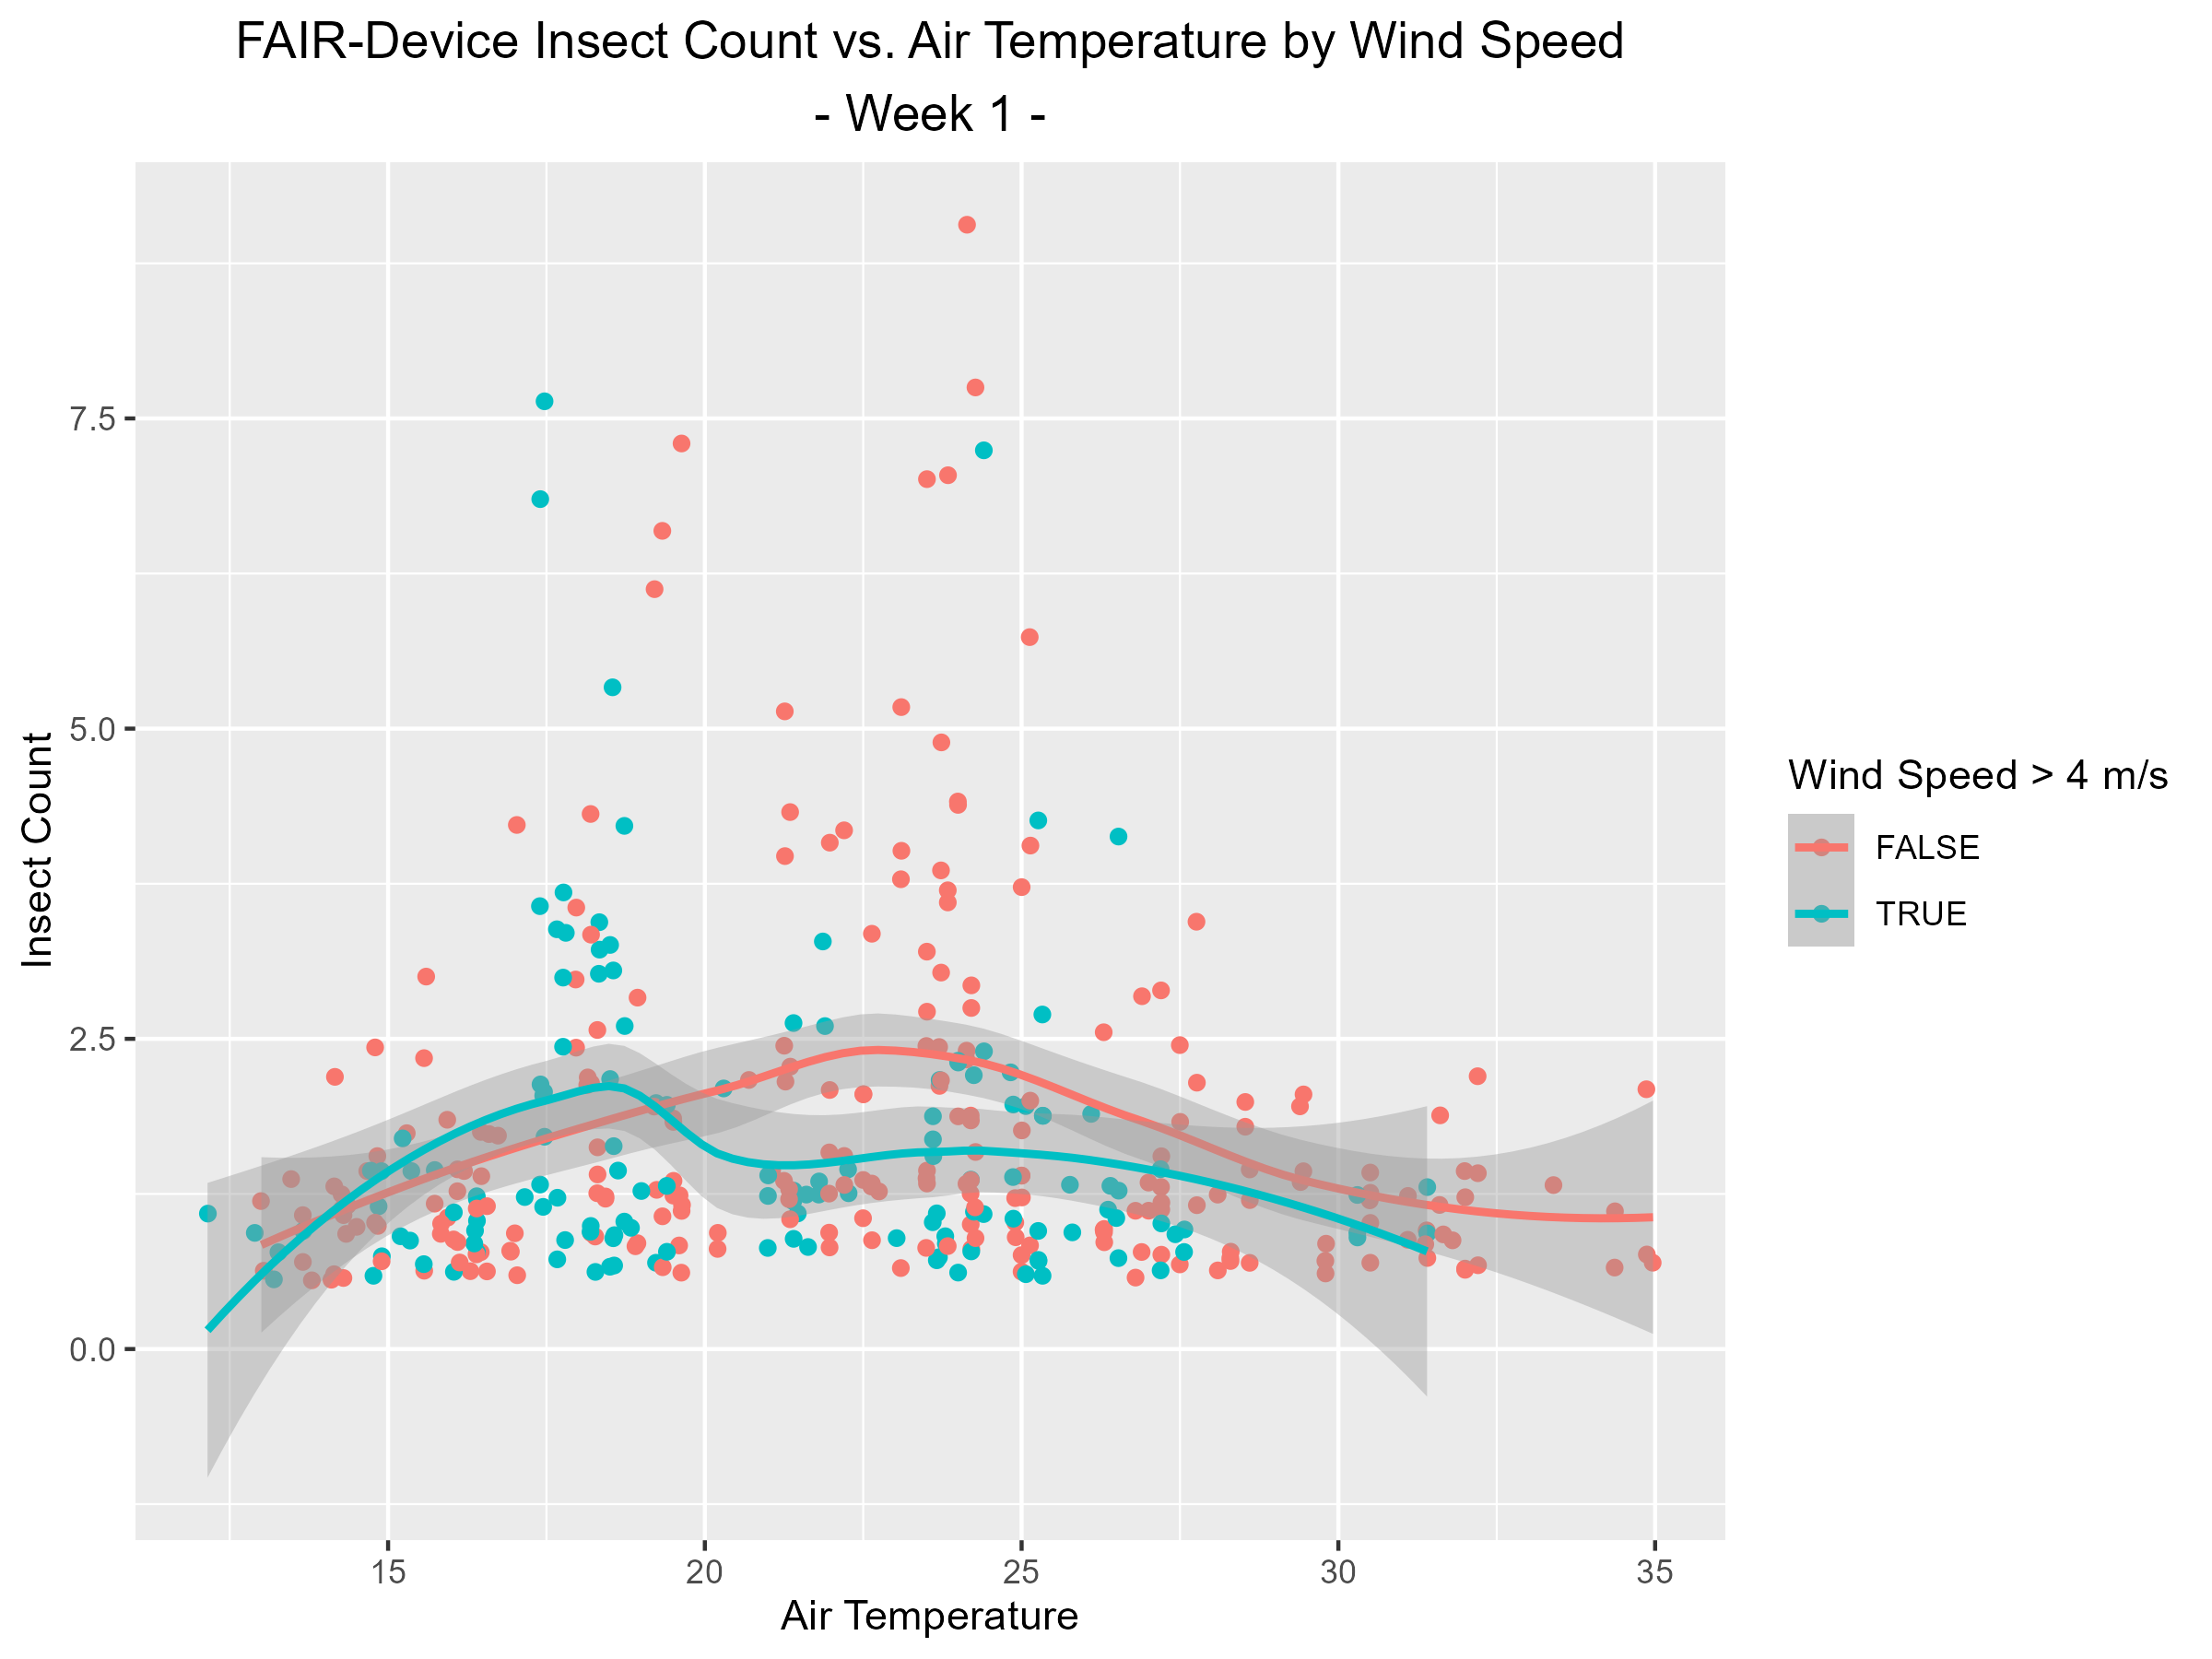 FAIR-Device Insect Count vs. Air Temperature by Wind Speed
- Week 1 -
Insect Count
7.5
5.0
2.5
0.0
15
20
25
30
35
Air Temperature
Wind Speed > 4 m/s
FALSE
TRUE